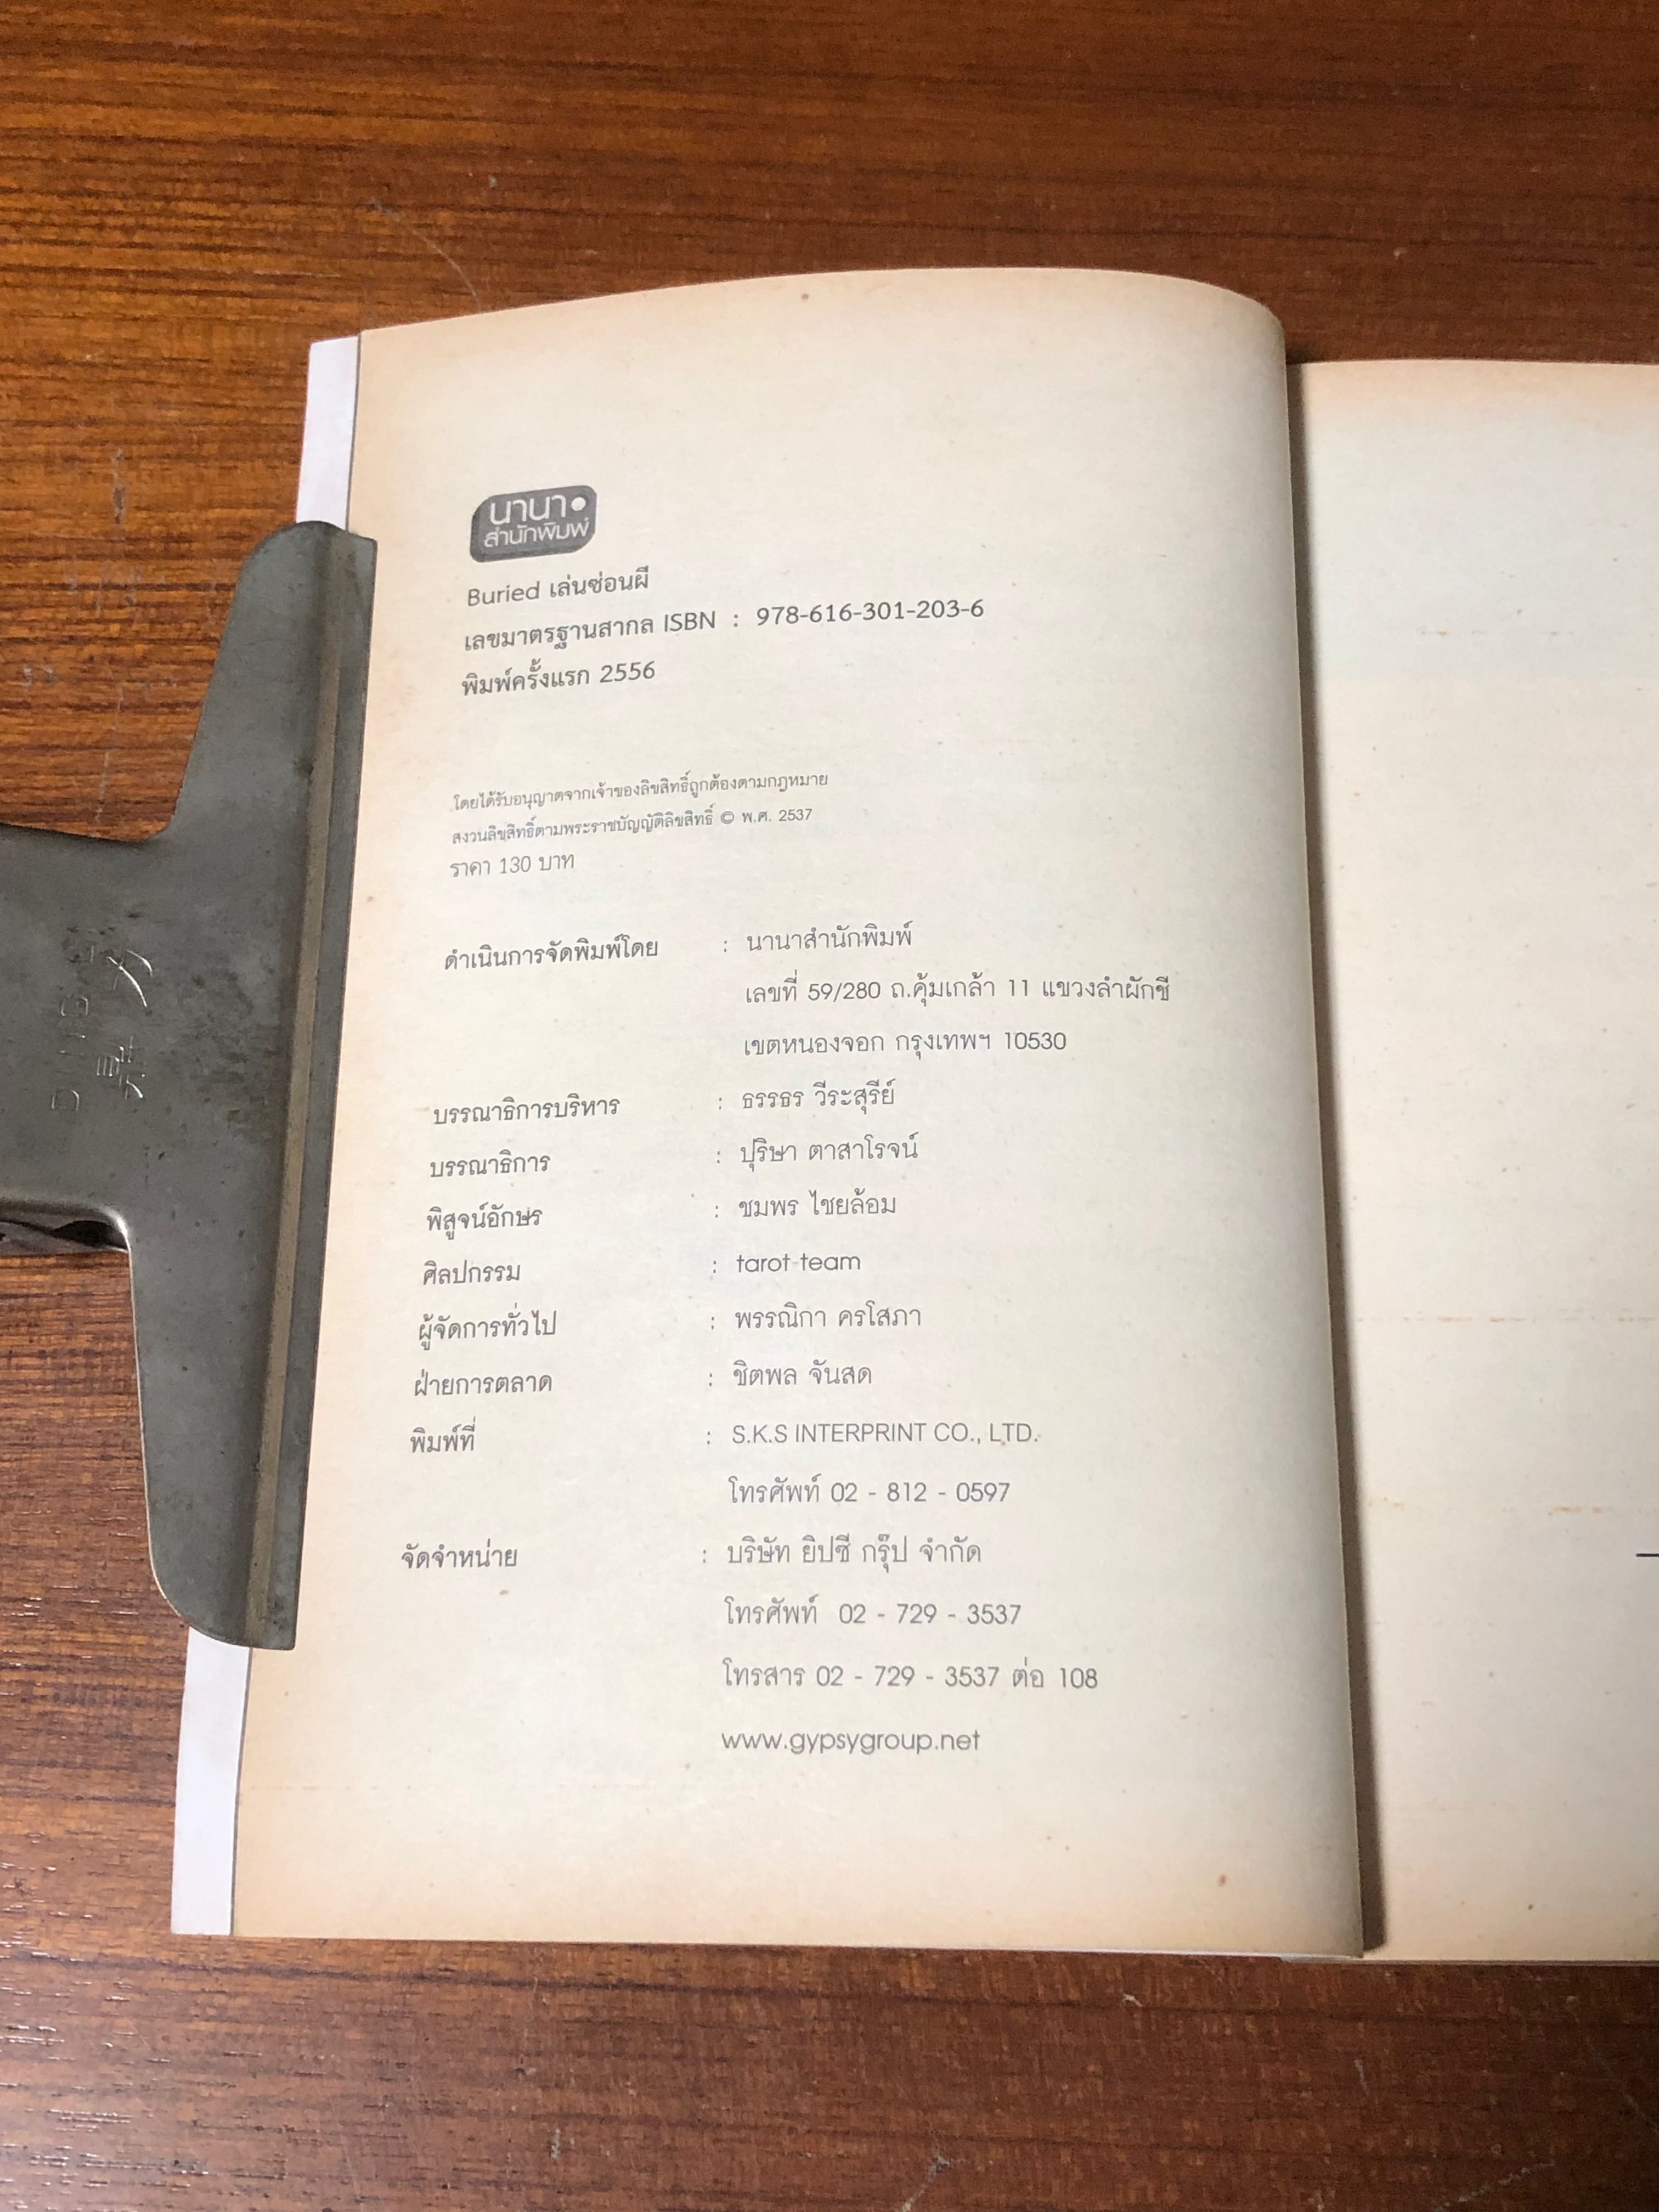 นานา
สำนักพิมพ์
Buried เล่นซ่อนผี
เลขมาตรฐานสากล ISBN : 978-616-301-203-6
พิมพ์ครั้งแรก 2556
โดยได้รับอนุญาตจากเจ้าของลิขสิทธิ์ถูกต้องตามกฎหมาย
สงวนลิขสิทธิ์ตามพระราชบัญญัติลิขสิทธิ์ © พ.ศ. 2537
ราคา 130 บาท
ดำเนินการจัดพิมพ์โดย : นานาสำนักพิมพ์
เลขที่ 59/280 ถ.คุ้มเกล้า 11 แขวงลำผักชี
เขตหนองจอก กรุงเทพฯ 10530
บรรณาธิการบริหาร : ธรรธร วีระสุรีย์
บรรณาธิการ : ปุริษา ตาสาโรจน์
พิสูจน์อักษร : ชมพร ไชยล้อม
ศิลปกรรม : tarot team
ผู้จัดการทั่วไป : พรรณิกา ครโสภา
ฝ่ายการตลาด : ชิตพล จันสด
พิมพ์ที่ : S.K.S INTERPRINT CO., LTD.
โทรศัพท์ 02 - 812 - 0597
จัดจำหน่าย : บริษัท ยิปซี กรุ๊ป จำกัด
โทรศัพท์ 02 - 729 - 3537
โทรสาร 02 - 729 - 3537 ต่อ 108
www.gypsygroup.net